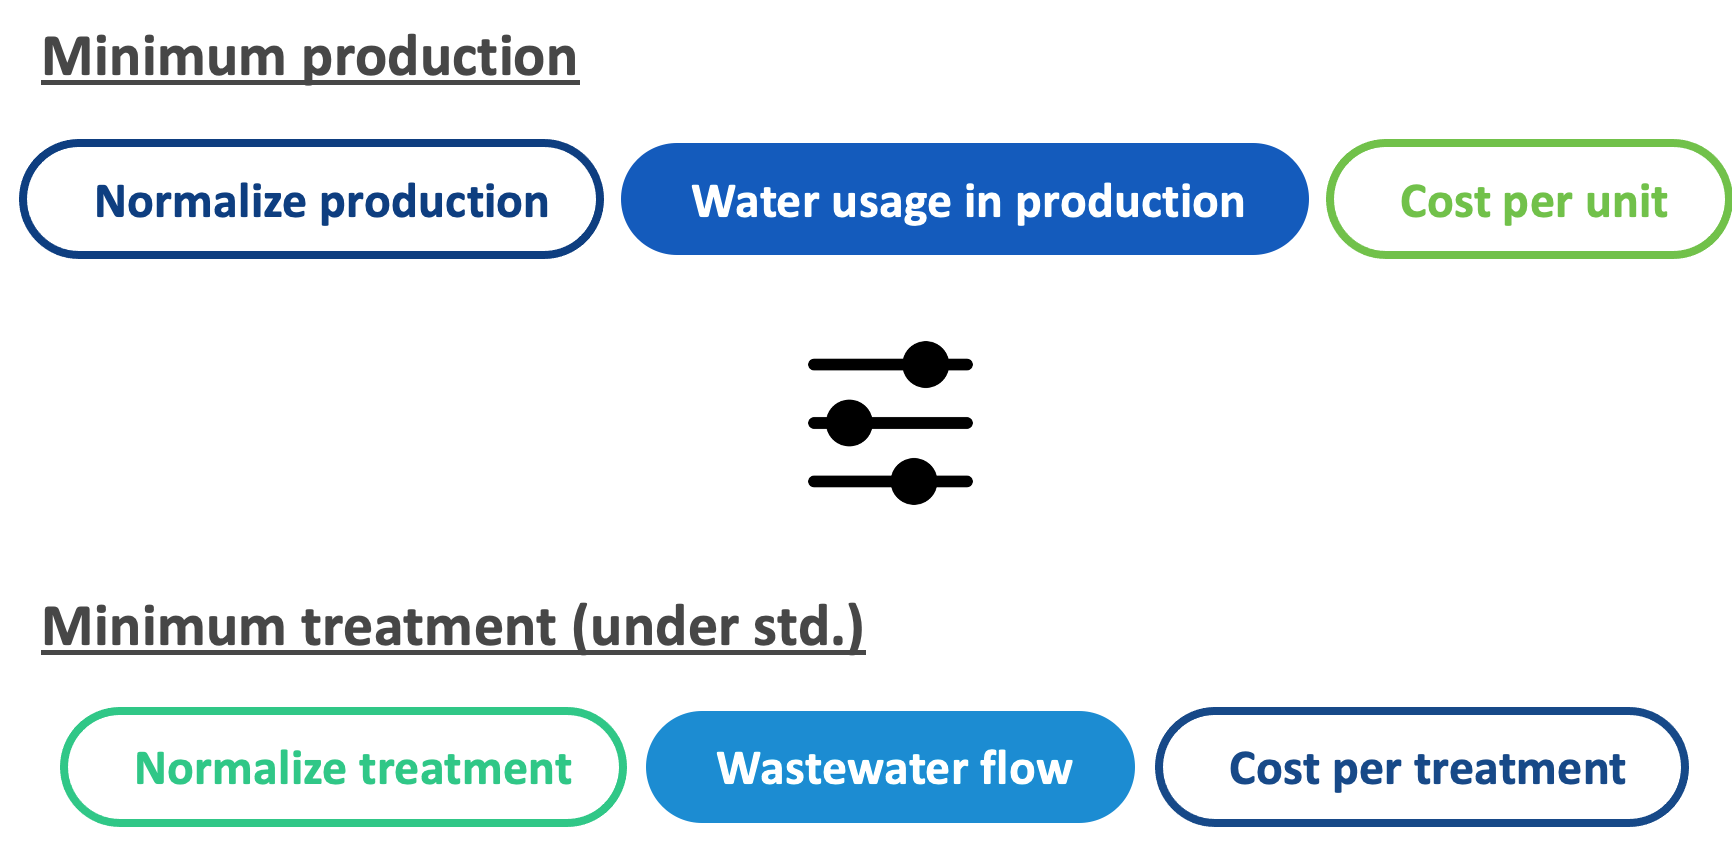 Minimum production
Normalize production
Water usage in production
Cost per unit
Minimum treatment (under std.)
Normalize treatment
Wastewater flow
Cost per treatment